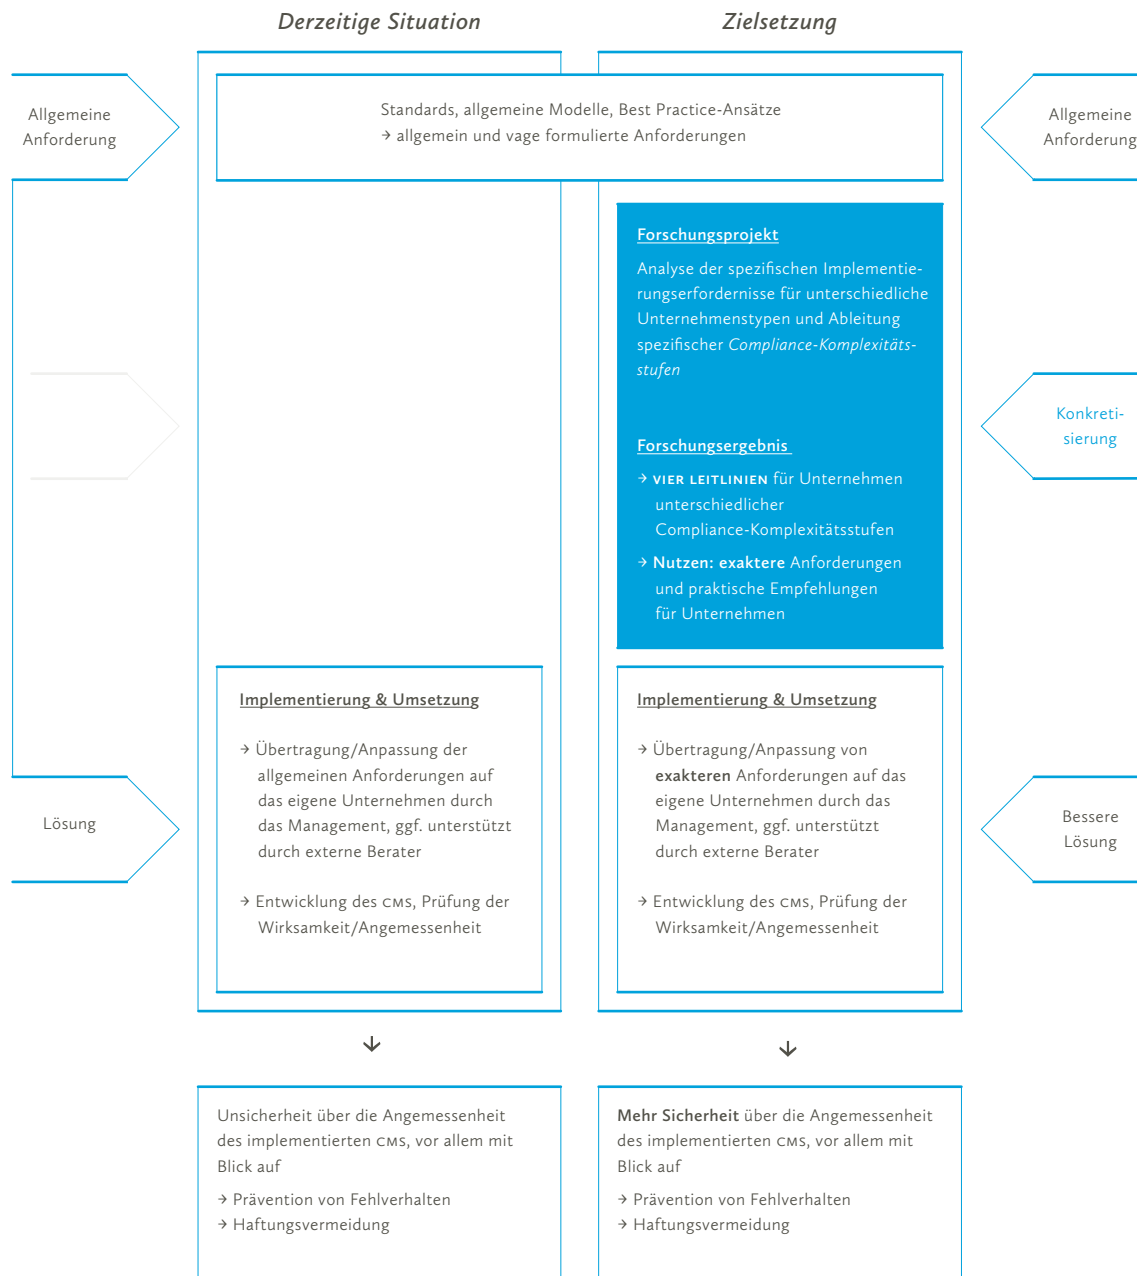 Derzeitige Situation
Zielsetzung
Allgemeine
Anforderung
Standards, allgemeine Modelle, Best Practice-Ansätze
→ allgemein und vage formulierte Anforderungen
Allgemeine
Anforderung
Forschungsprojekt
Analyse der spezifischen Implementie-
rungserfordernisse für unterschiedliche
Unternehmenstypen und Ableitung
spezifischer Compliance-Komplexitäts-
stufen
Konkreti-
sierung
Forschungsergebnis
→ VIER LEITLINIEN für Unternehmen
unterschiedlicher
Compliance-Komplexitätsstufen
→ Nutzen: exaktere Anforderungen
und praktische Empfehlungen
für Unternehmen
Lösung
Implementierung & Umsetzung
→ Übertragung/Anpassung der
allgemeinen Anforderungen auf
das eigene Unternehmen durch
das Management, ggf. unterstützt
durch externe Berater
→ Entwicklung des CMS, Prüfung der
Wirksamkeit/Angemessenheit
Implementierung & Umsetzung
→ Übertragung/Anpassung von
exakteren Anforderungen auf das
eigene Unternehmen durch das
Management, ggf. unterstützt
durch externe Berater
→ Entwicklung des CMS, Prüfung der
Wirksamkeit/Angemessenheit
Bessere
Lösung
↓
↓
Unsicherheit über die Angemessenheit
des implementierten CMS, vor allem mit
Blick auf
→ Prävention von Fehlverhalten
→ Haftungsvermeidung
Mehr Sicherheit über die Angemessenheit
des implementierten CMS, vor allem mit
Blick auf
→ Prävention von Fehlverhalten
→ Haftungsvermeidung